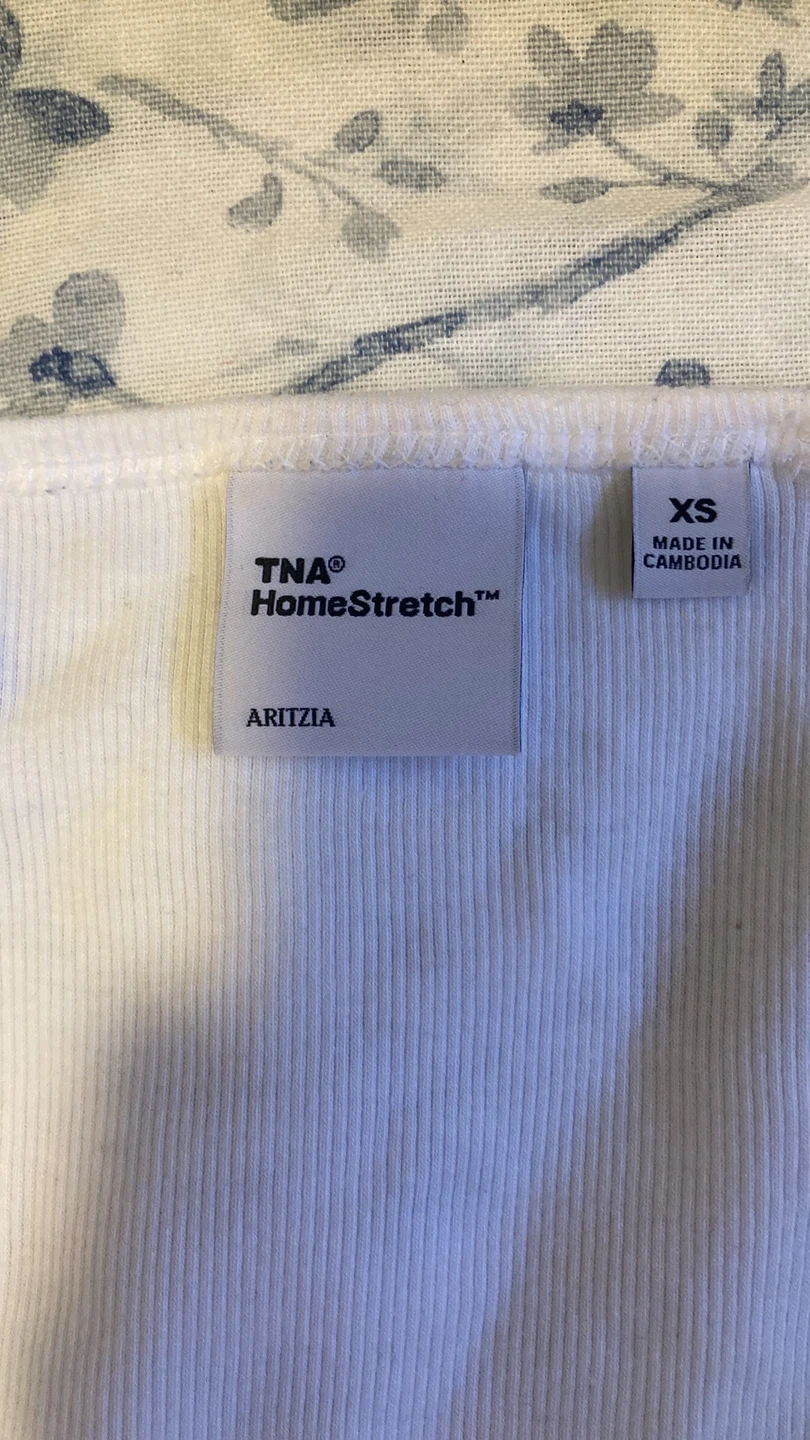 TNA®
HomeStretch™
ARITZIA
XS
MADE IN
CAMBODIA